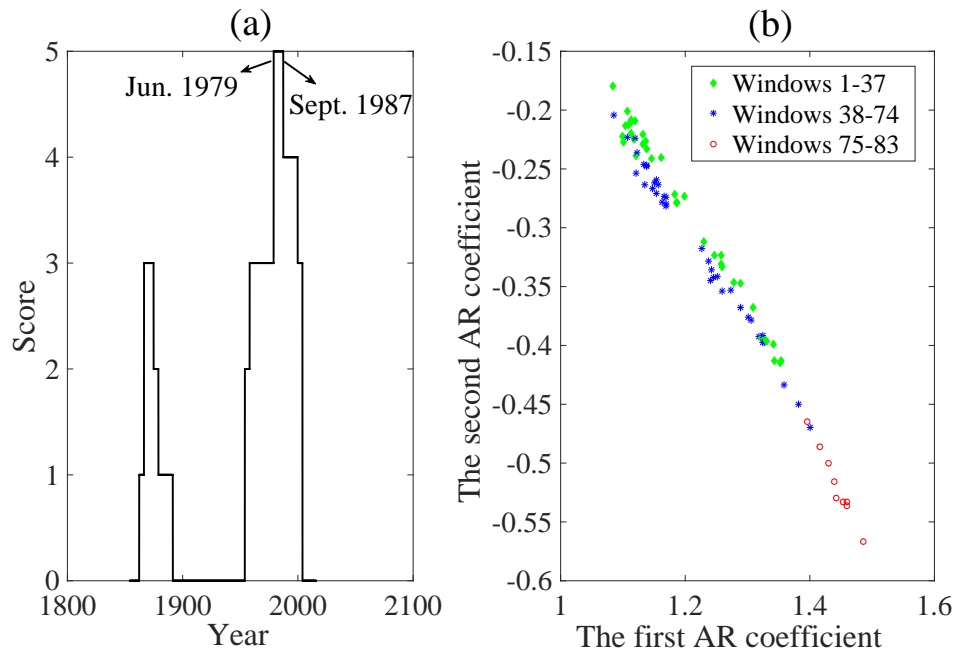 (a)
5
4
3
2
1
0
Score
1800
1900
2000
2100
Year
Jun. 1979
Sept. 1987
(b)
-0.15
-0.2
-0.25
-0.3
-0.35
-0.4
-0.45
-0.5
-0.55
-0.6
The second AR coefficient
1
1.2
1.4
1.6
The first AR coefficient
Windows 1-37
Windows 38-74
Windows 75-83